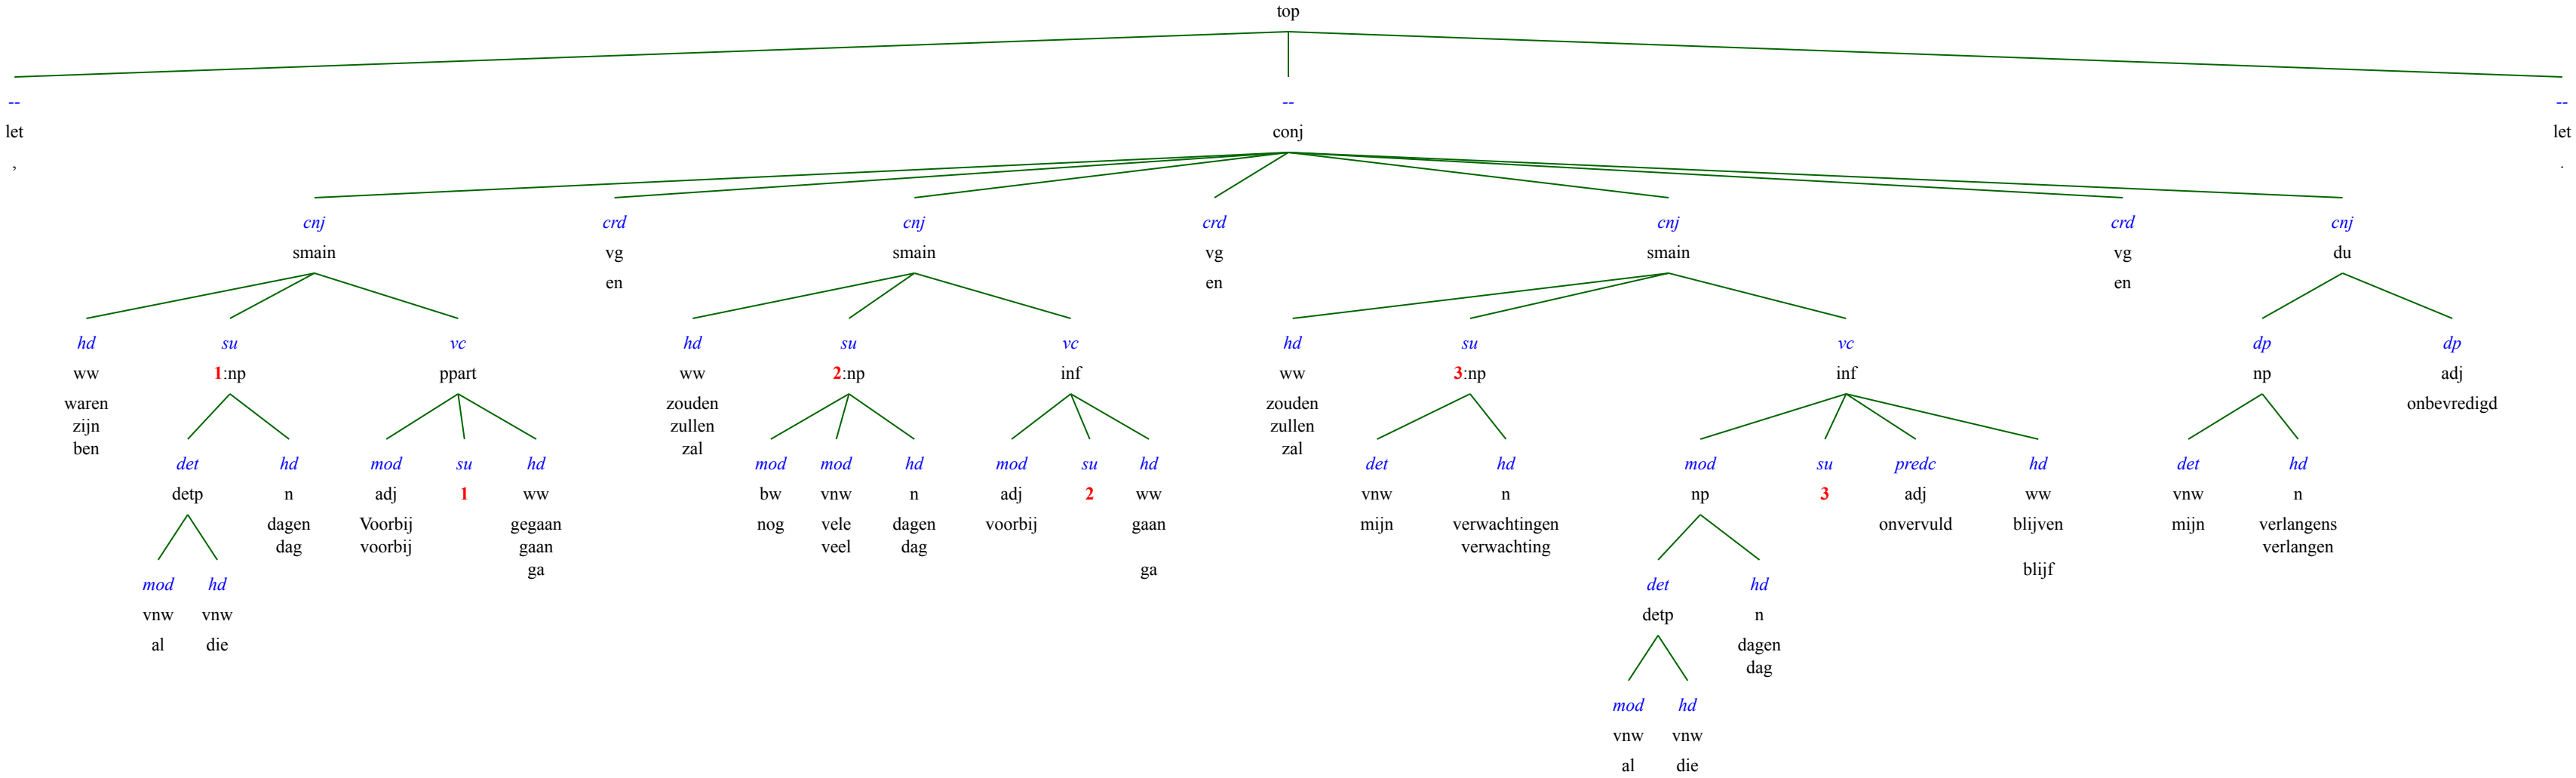 top
-- -- --
let conj let
, .
cnj crd cnj crd cnj crd cnj
smain vg smain vg smain vg du
en en en
hd su vc hd su vc hd su vc dp dp
ww 1:np ppart ww 2:np inf ww 3:np inf np adj
waren zouden zouden onbevredigd
zijn zullen zullen
ben zal zal
det hd mod su hd mod mod hd mod su hd det hd mod su predc hd det hd
detp n adj 1 ww bw vnw n adj 2 ww vnw n np 3 adj ww vnw n
dagen Voorbij gegaan nog vele dagen voorbij gaan mijn verwachtingen onvervuld blijven mijn verlangens
dag voorbij gaan veel dag verwachting verlangen
ga ga blijf
mod hd det hd
vnw vnw detp n
al die dagen
dag
mod hd
vnw vnw
al die